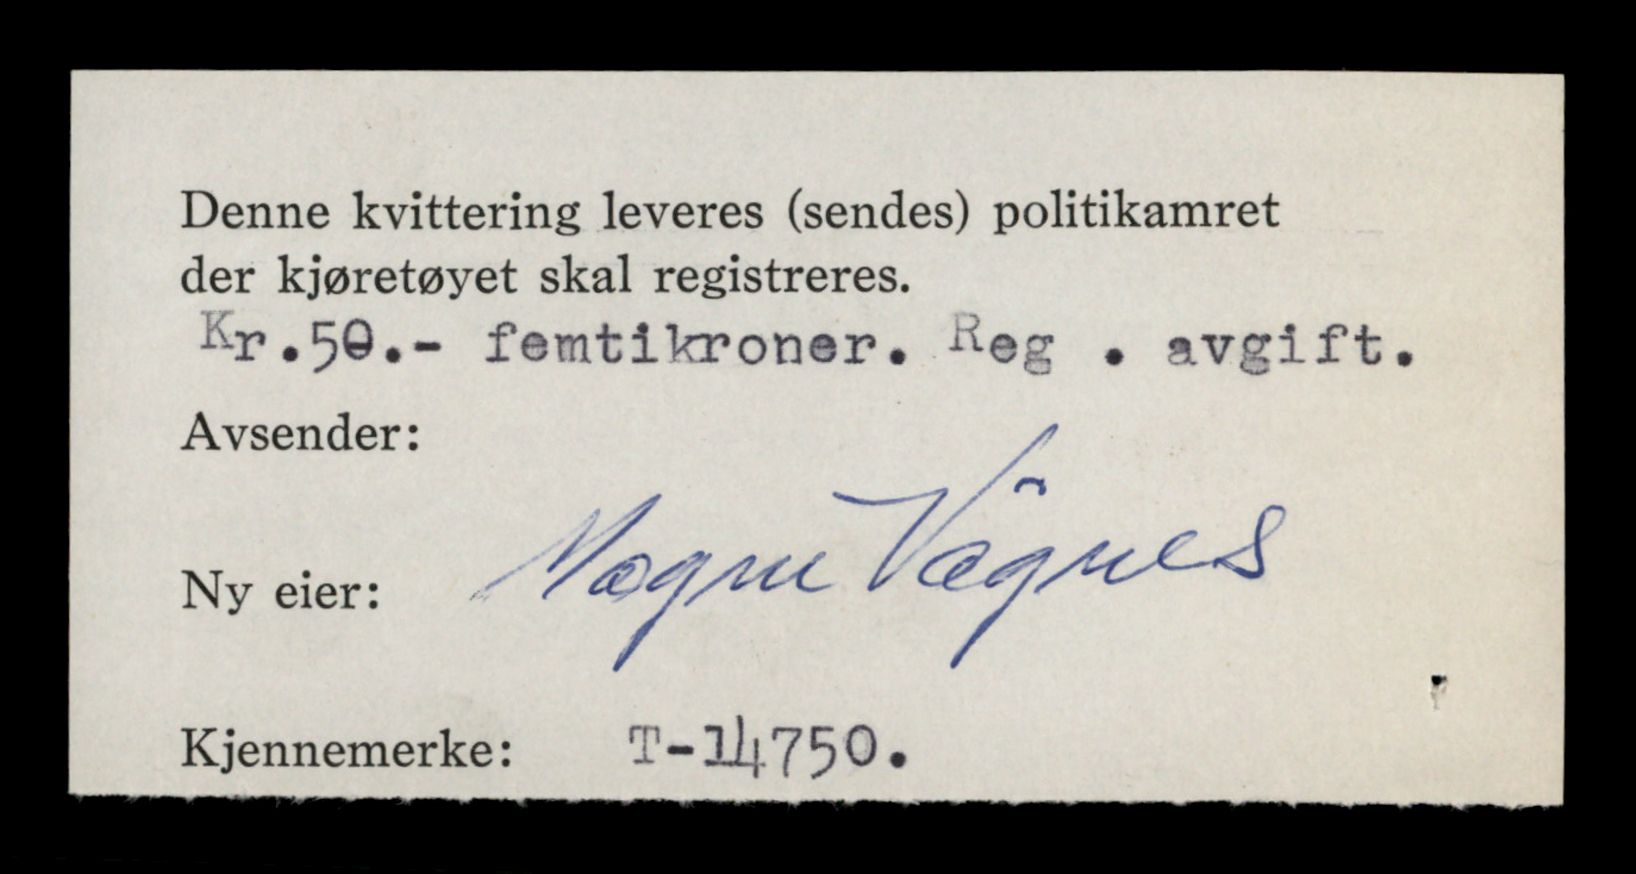 Denne kvittering leveres (sendes) politikamret
der kjøretøyet skal registreres.
Kr.50.- femtikroner. Reg . avgift.
Avsender:
Magne Vågnes
Ny eier:
Kjennemerke: T-14750.